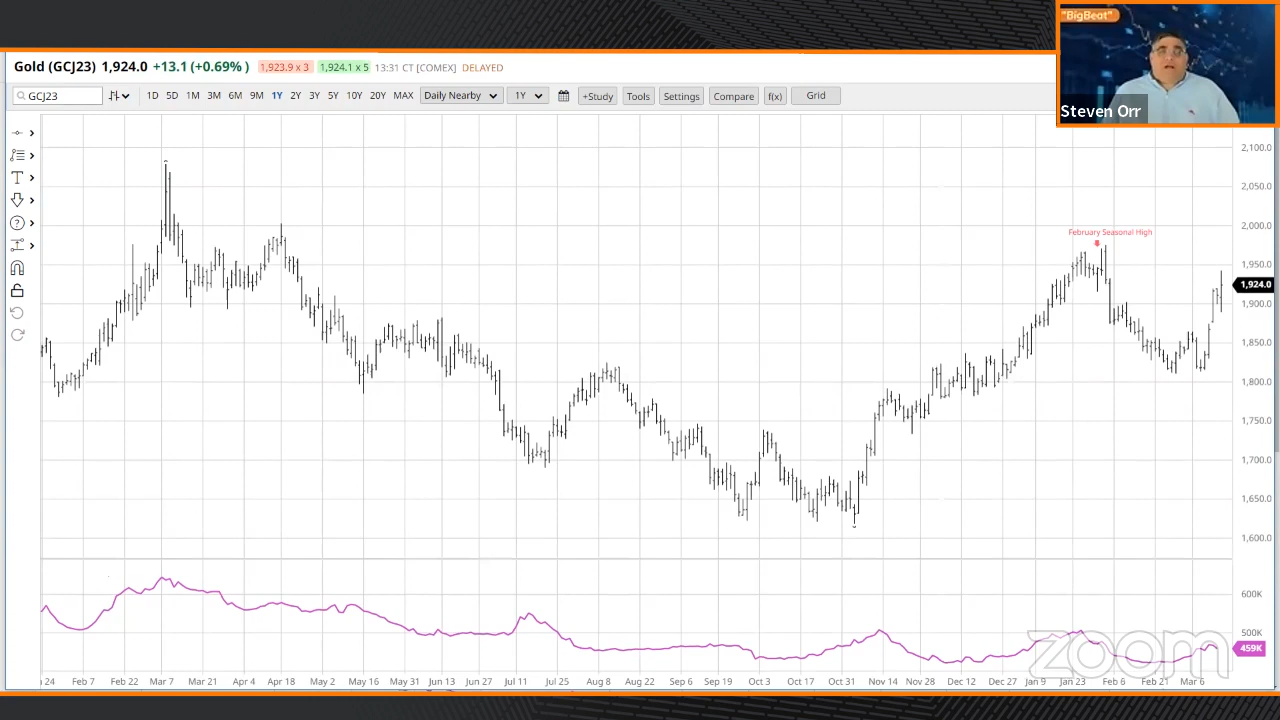 "BigBeat"
Steven Orr
Gold (GCJ23) 1,924.0 +13.1 (+0.69%) 1,923.9 x 3 1,924.1 x 5 13:31 CT [COMEX] DELAYED
GCJ23 1D 5D 1M 3M 6M 9M 1Y 2Y 3Y 5Y 10Y 20Y MAX Daily Nearby 1Y +Study Tools Settings Compare f(x) Grid
T
?
2,100.0
2,050.0
February Seasonal High
2,000.0
1,950.0
1,924.0
1,900.0
1,850.0
1,800.0
1,750.0
1,700.0
1,650.0
1,600.0
600K
500K
459K
zoom
24 Feb 7 Feb 22 Mar 7 Mar 21 Apr 4 Apr 18 May 2 May 16 May 31 Jun 13 Jun 27 Jul 11 Jul 25 Aug 8 Aug 22 Sep 6 Sep 19 Oct 3 Oct 17 Oct 31 Nov 14 Nov 28 Dec 12 Dec 27 Jan 9 Jan 23 Feb 6 Feb 21 Mar 6